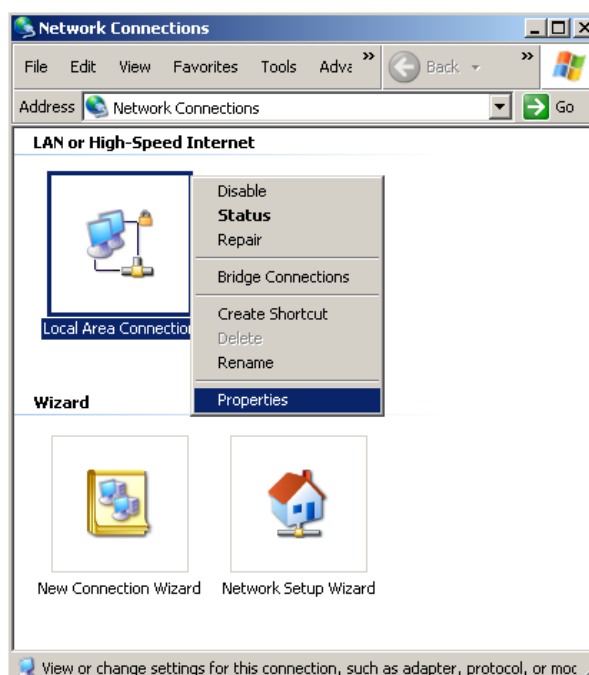 Network Connections
File Edit View Favorites Tools Adva » Back »
Address Network Connections Go
LAN or High-Speed Internet
Disable
Status
Repair
Bridge Connections
Create Shortcut
Delete
Rename
Properties
Local Area Connection
Wizard
New Connection Wizard Network Setup Wizard
View or change settings for this connection, such as adapter, protocol, or moc